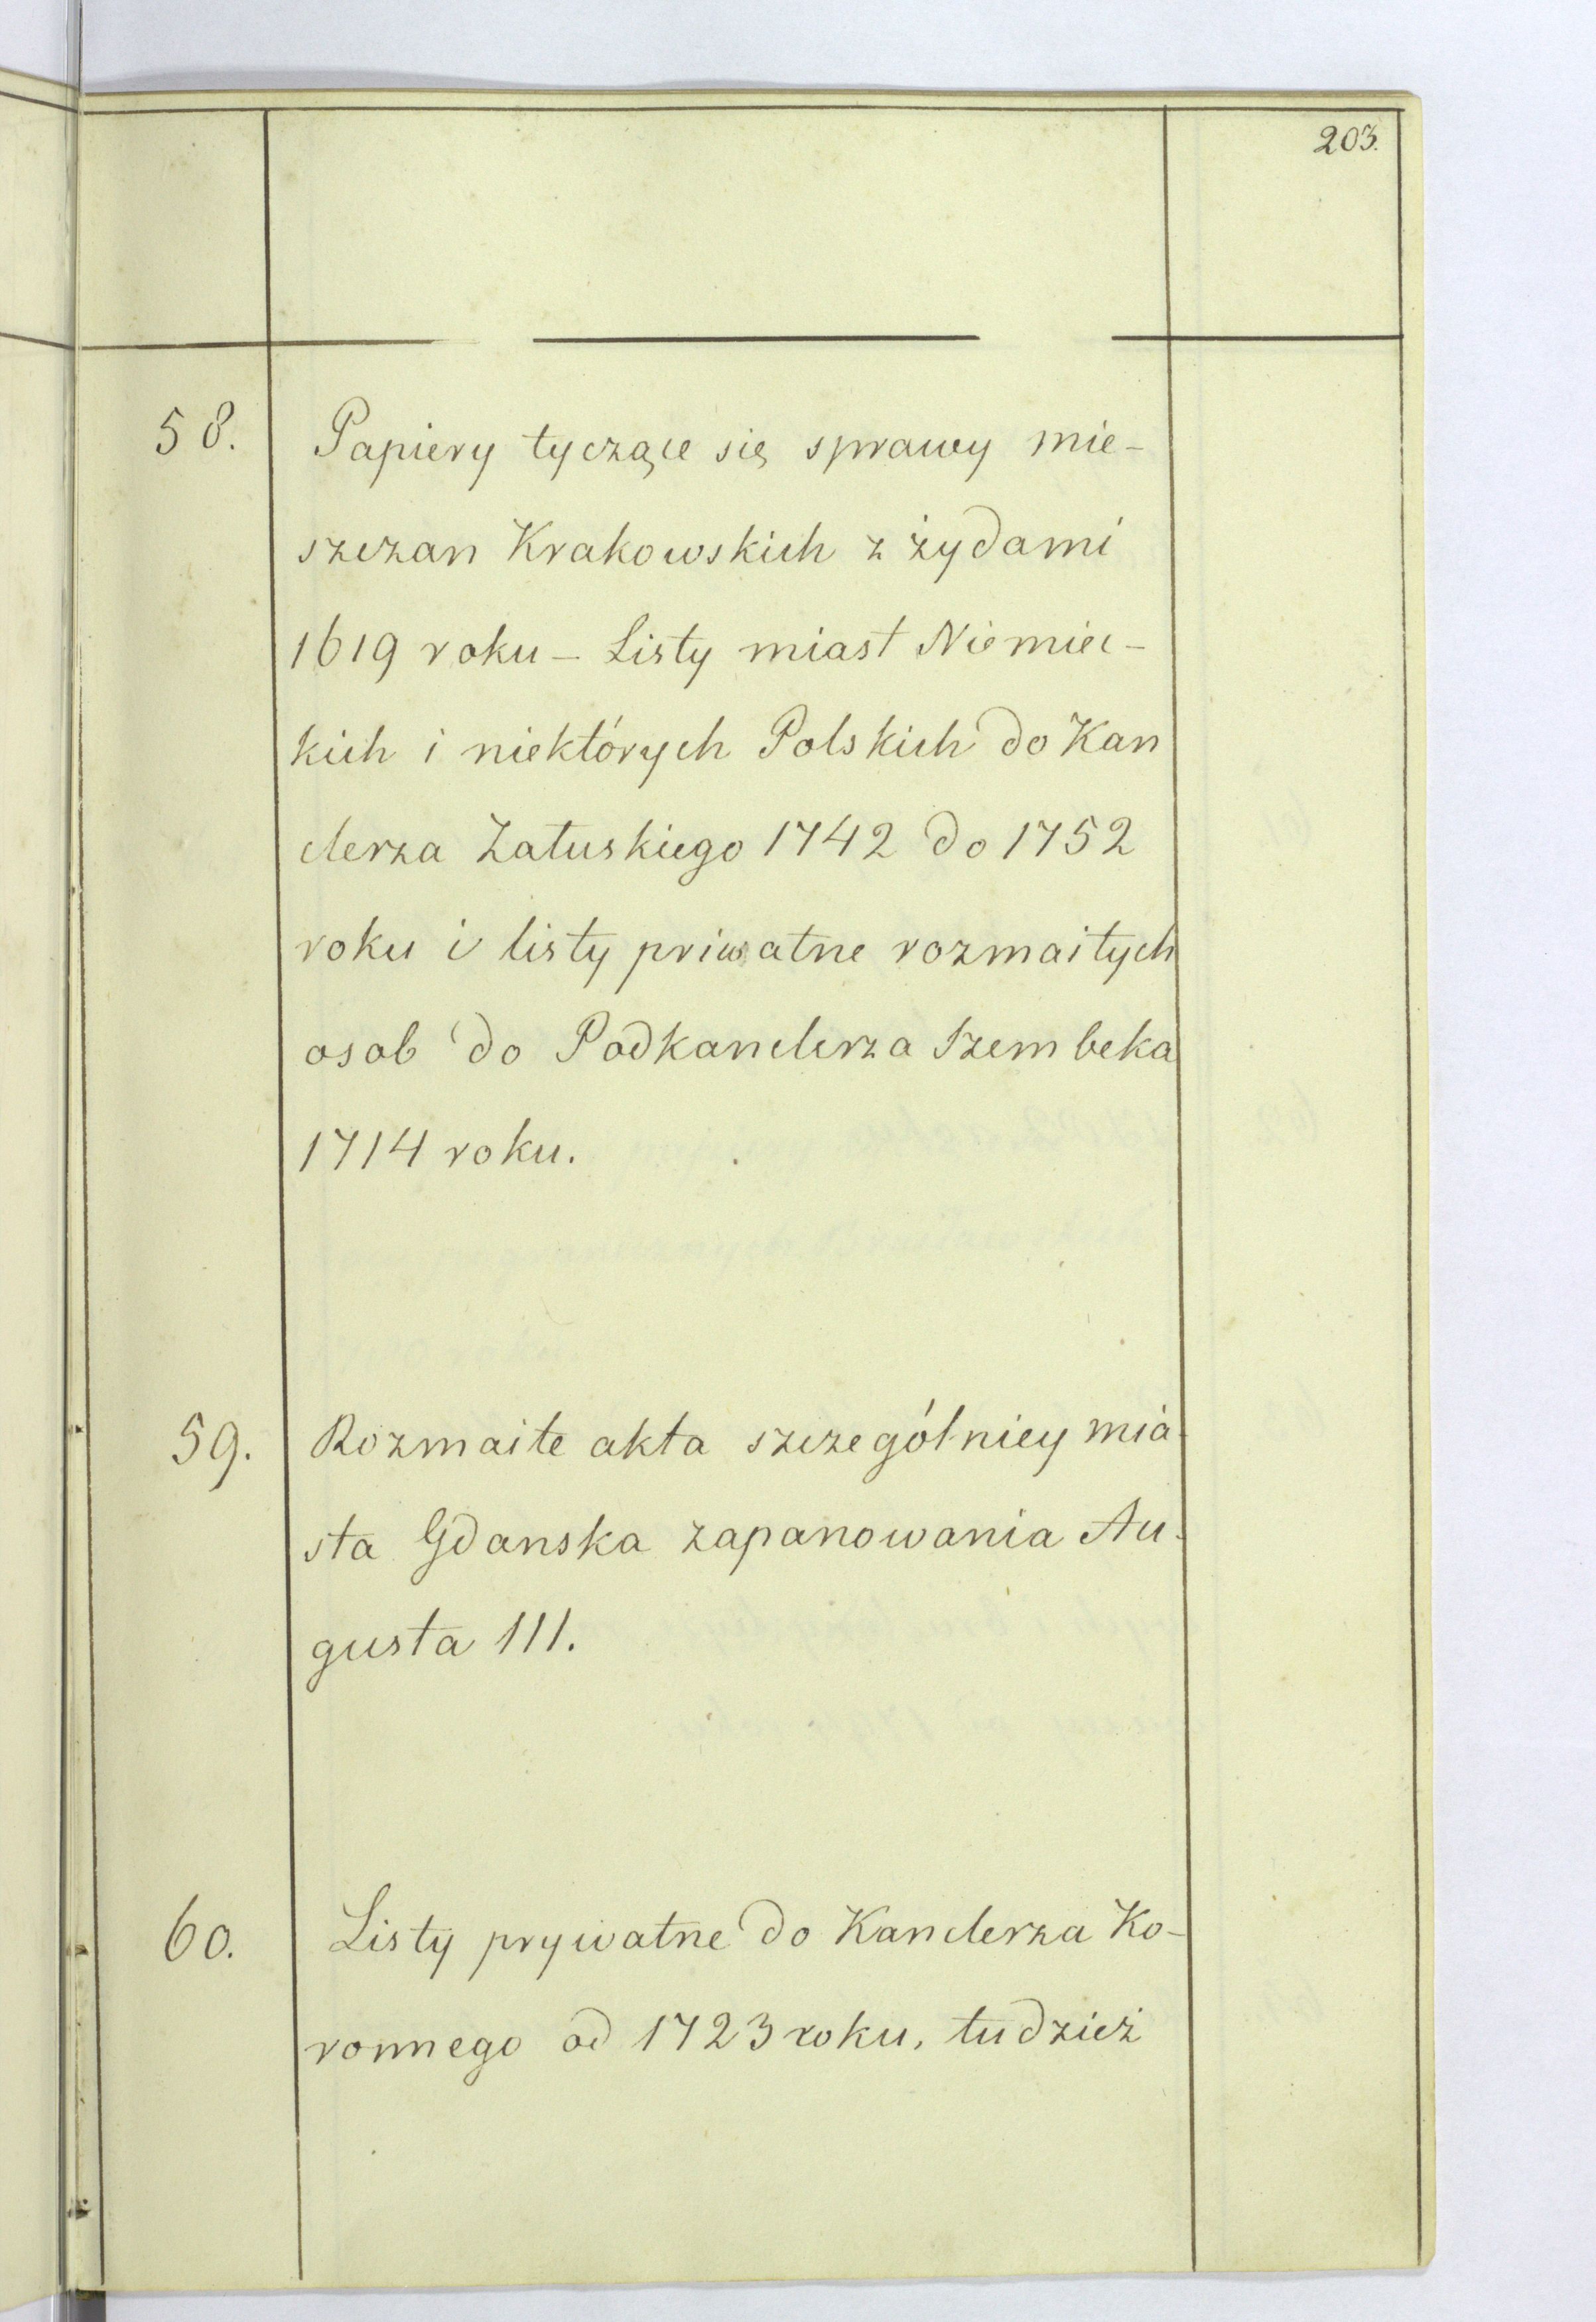 203.
58. Papiery tyczące się sprawy mie-
szczan Krakowskich z żydami
1619 roku – Listy miast Niemiec-
kich i niektórych Polskich do Kan
clerza Załuskiego 1742 do 1752
roku i listy priwatne rozmaitych
osob do Podkanclerza Szembeka
1714 roku.
59. Rozmaite akta szczególniey mia-
sta Gdanska zapanowania Au-
gusta III.
60. Listy prywatne do Kanclerza Ko-
ronnego od 1723 roku, tudzież